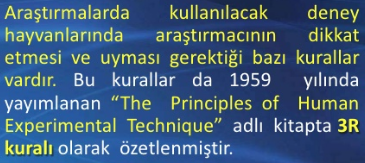 Araştırmalarda kullanılacak deney
hayvanlarında araştırmacının dikkat
etmesi ve uyması gerektiği bazı kurallar
vardır. Bu kurallar da 1959 yılında
yayımlanan “The Principles of Human
Experimental Technique” adlı kitapta 3R
kuralı olarak özetlenmiştir.